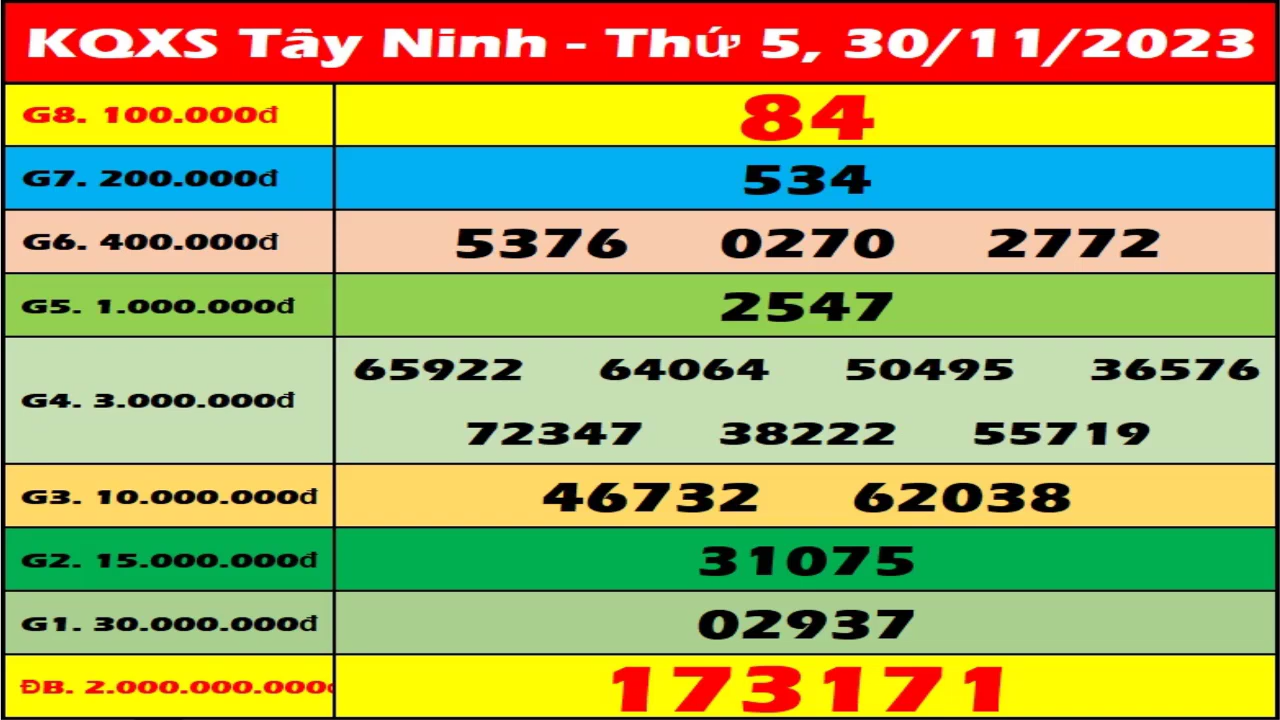 KQXS Tây Ninh - Thứ 5, 30/11/2023
G8. 100.000đ 84
G7. 200.000đ 534
G6. 400.000đ 5376 0270 2772
G5. 1.000.000đ 2547
G4. 3.000.000đ 65922 64064 50495 36576
72347 38222 55719
G3. 10.000.000đ 46732 62038
G2. 15.000.000đ 31075
G1. 30.000.000đ 02937
ĐB. 2.000.000.000đ 173171